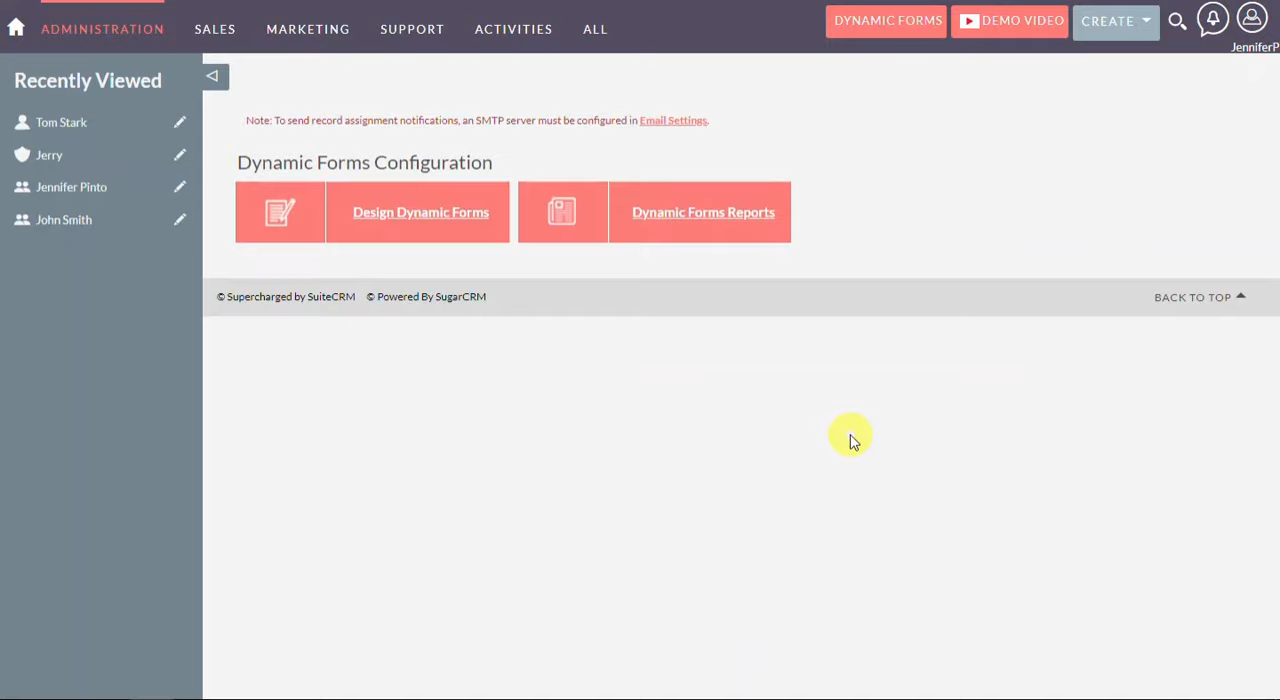 ADMINISTRATION SALES MARKETING SUPPORT ACTIVITIES ALL DYNAMIC FORMS DEMO VIDEO CREATE
JenniferP
Recently Viewed
Tom Stark
Jerry
Jennifer Pinto
John Smith
Note: To send record assignment notifications, an SMTP server must be configured in Email Settings.
Dynamic Forms Configuration
Design Dynamic Forms Dynamic Forms Reports
© Supercharged by SuiteCRM © Powered By SugarCRM BACK TO TOP